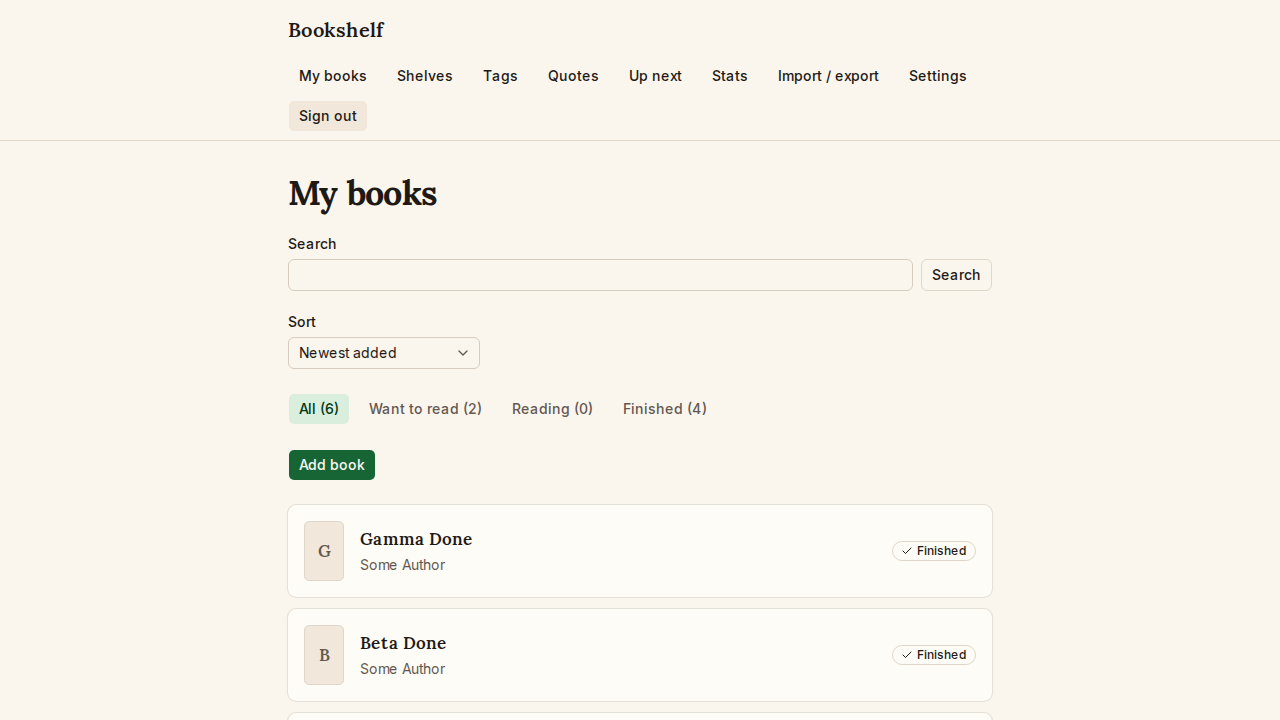 Bookshelf
My books Shelves Tags Quotes Up next Stats Import / export Settings
Sign out
My books
Search
Search
Sort
Newest added
All (6) Want to read (2) Reading (0) Finished (4)
Add book
G
Gamma Done
Some Author
Finished
B
Beta Done
Some Author
Finished